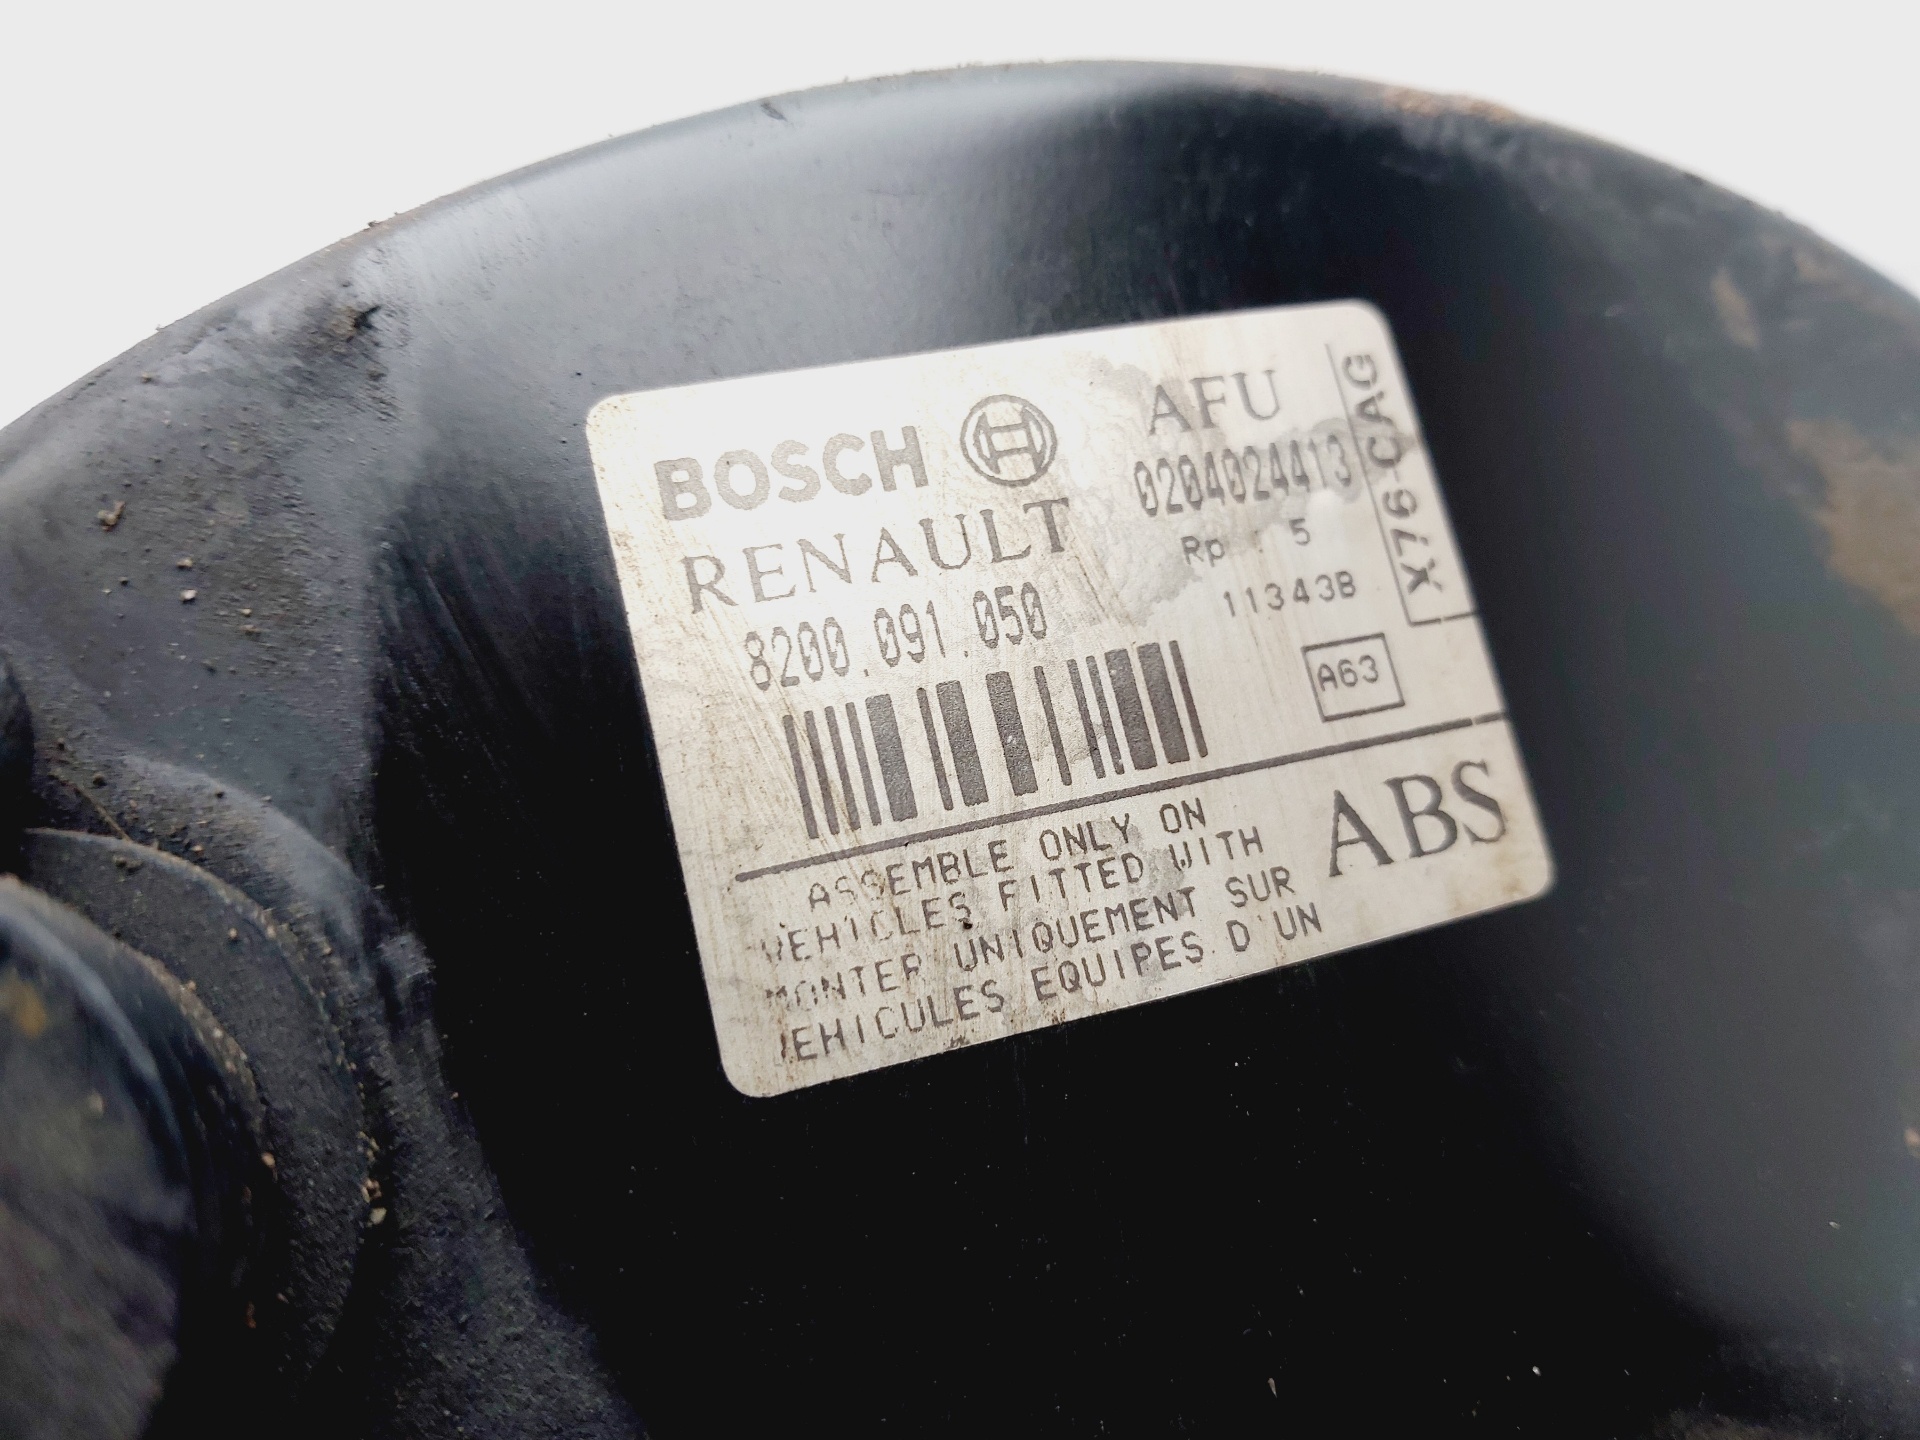 BOSCH
RENAULT
8200.091.050
AFU
0204024413
Rp : 5
11343B
A63
X76-CAG
ASSEMBLE ONLY ON
VEHICLES FITTED WITH
MONTER UNIQUEMENT SUR
VEHICULES EQUIPES D'UN
ABS